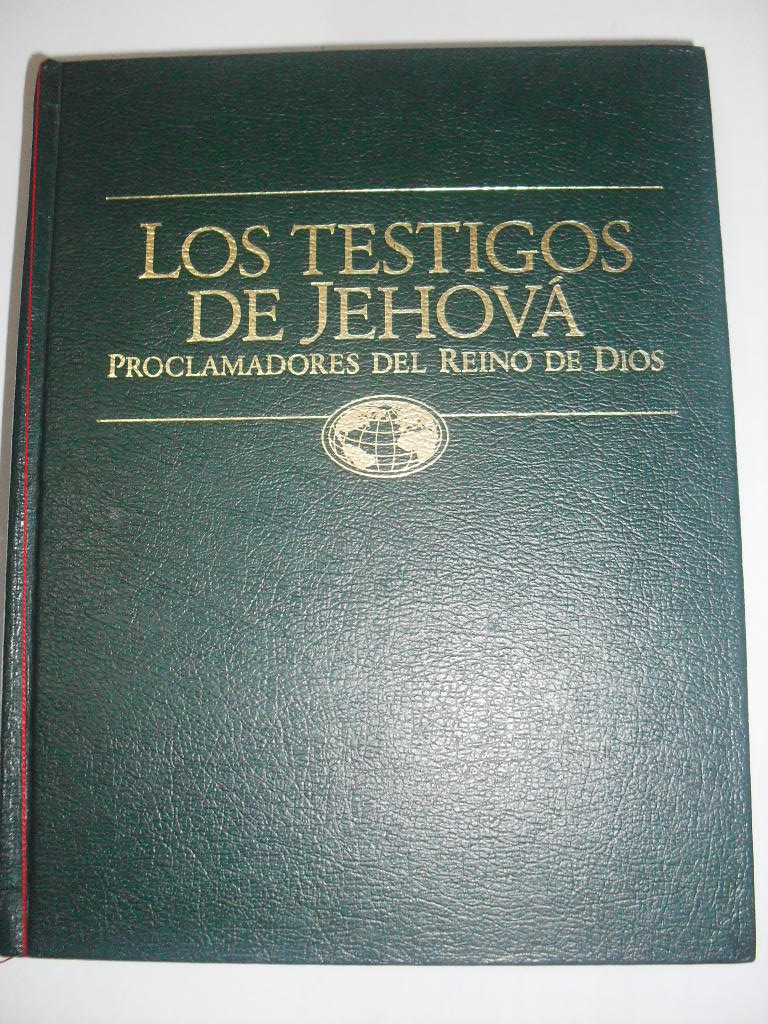 LOS TESTIGOS
DE JEHOVÁ
PROCLAMADORES DEL REINO DE DIOS